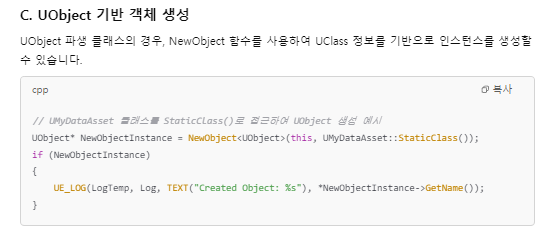 C. UObject 기반 객체 생성
UObject 파생 클래스의 경우, NewObject 함수를 사용하여 UClass 정보를 기반으로 인스턴스를 생성할
수 있습니다.
cpp
복사
// UMyDataAsset 클래스를 StaticClass()로 접근하여 UObject 생성 예시
UObject* NewObjectInstance = NewObject<UObject>(this, UMyDataAsset::StaticClass());
if (NewObjectInstance)
{
    UE_LOG(LogTemp, Log, TEXT("Created Object: %s"), *NewObjectInstance->GetName());
}